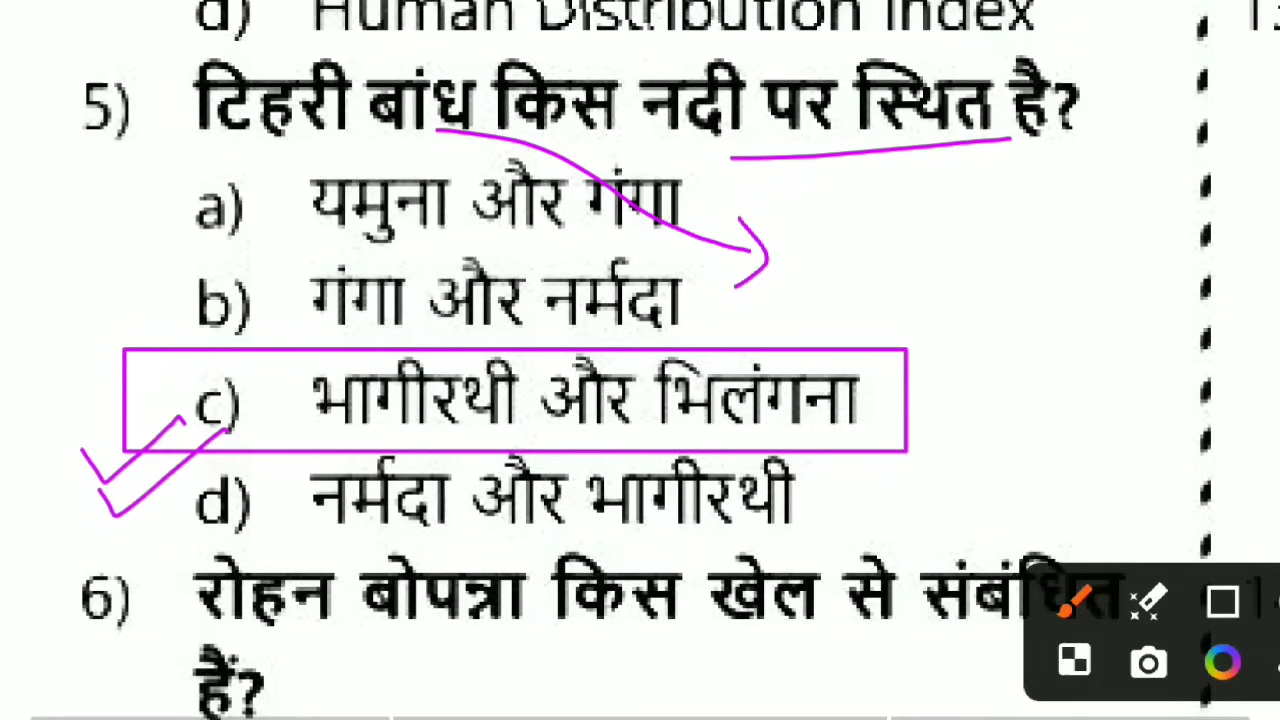 d) Human Distribution Index
5) टिहरी बांध किस नदी पर स्थित है?
a) यमुना और गंगा
b) गंगा और नर्मदा
c) भागीरथी और भिलंगना
d) नर्मदा और भागीरथी
6) रोहन बोपन्ना किस खेल से संबंधित
हैं?